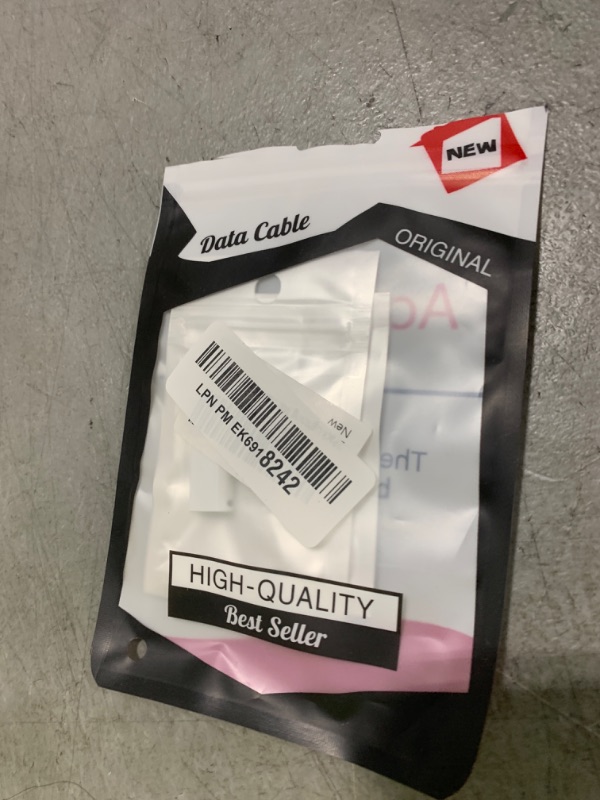 NEW
Data Cable
ORIGINAL
New
LPN PM EK6918242
HIGH-QUALITY
Best Seller